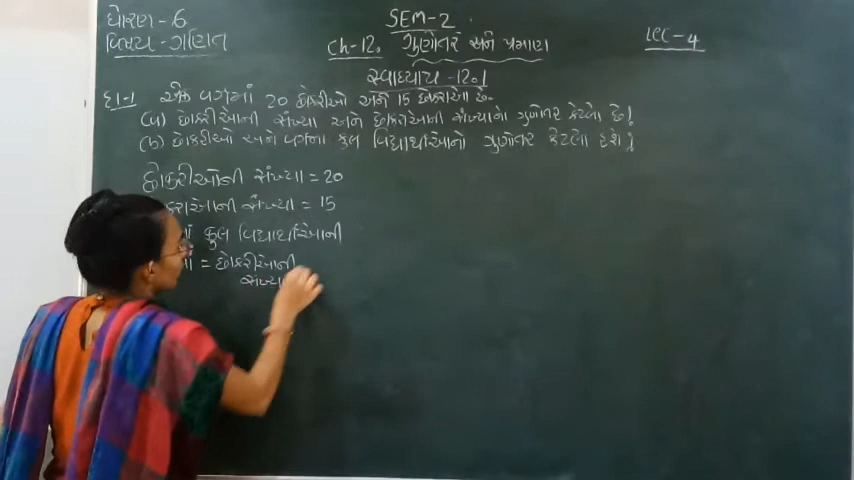 ધોરણ - 6
વિષય - ગણિત
SEM-2
Ch-12. ગુણોત્તર અને પ્રમાણ
LEC-4
સ્વાધ્યાય - 12.1
દા-1 એક વર્ગમાં 20 છોકરીઓ અને 15 છોકરાઓ છે.
(a) છોકરીઓની સંખ્યા અને છોકરાઓની સંખ્યાનો ગુણોત્તર કેટલો છે?
(b) છોકરીઓ અને વર્ગના કુલ વિદ્યાર્થીઓનો ગુણોત્તર કેટલો હશે?
છોકરીઓની સંખ્યા = 20
કરાઓની સંખ્યા = 15
કુલ વિદ્યાર્થીઓની
= છોકરીઓની
સંખ્યા